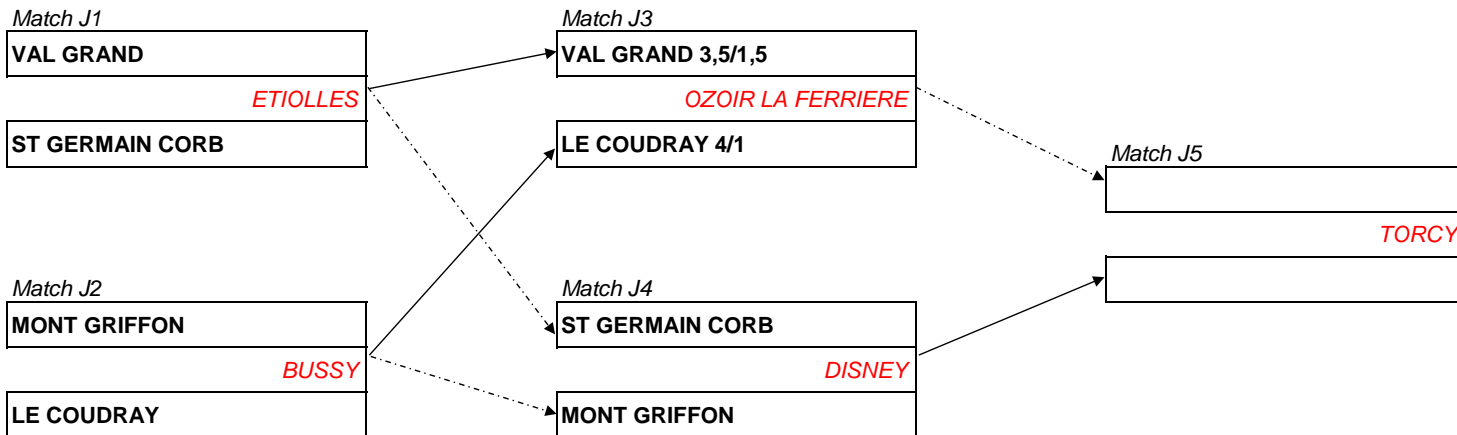 Match J1
VAL GRAND
ETIOLLES
ST GERMAIN CORB
Match J2
MONT GRIFFON
BUSSY
LE COUDRAY
Match J3
VAL GRAND 3,5/1,5
OZOIR LA FERRIERE
LE COUDRAY 4/1
Match J4
ST GERMAIN CORB
DISNEY
MONT GRIFFON
Match J5
TORCY